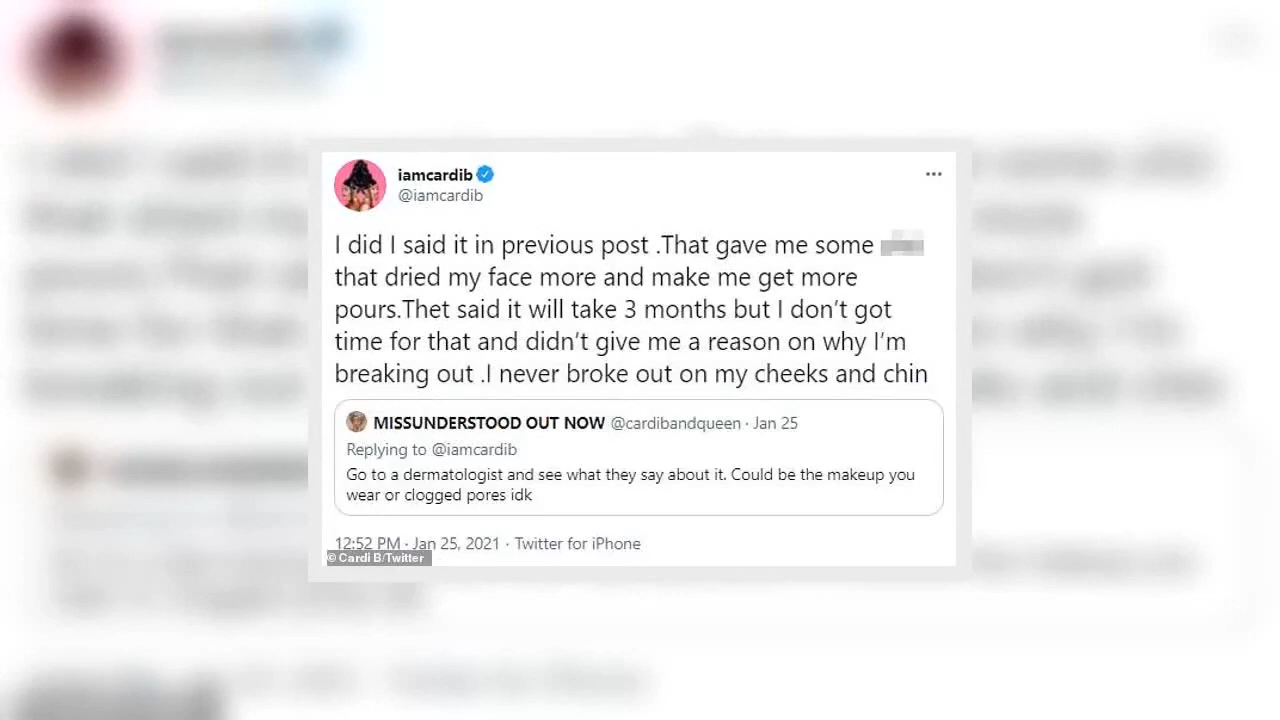 iamcardib
@iamcardib
I did I said it in previous post .That gave me some
that dried my face more and make me get more
pours.Thet said it will take 3 months but I don’t got
time for that and didn’t give me a reason on why I’m
breaking out .I never broke out on my cheeks and chin
MISSUNDERSTOOD OUT NOW @cardibandqueen · Jan 25
Replying to @iamcardib
Go to a dermatologist and see what they say about it. Could be the makeup you
wear or clogged pores idk
12:52 PM · Jan 25, 2021 · Twitter for iPhone
© Cardi B/Twitter